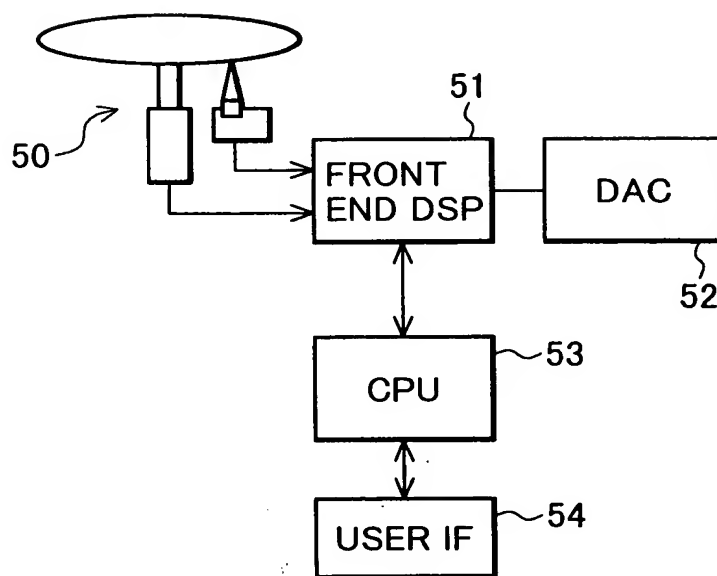 51
50
FRONT
END DSP
DAC
52
53
CPU
USER IF
54